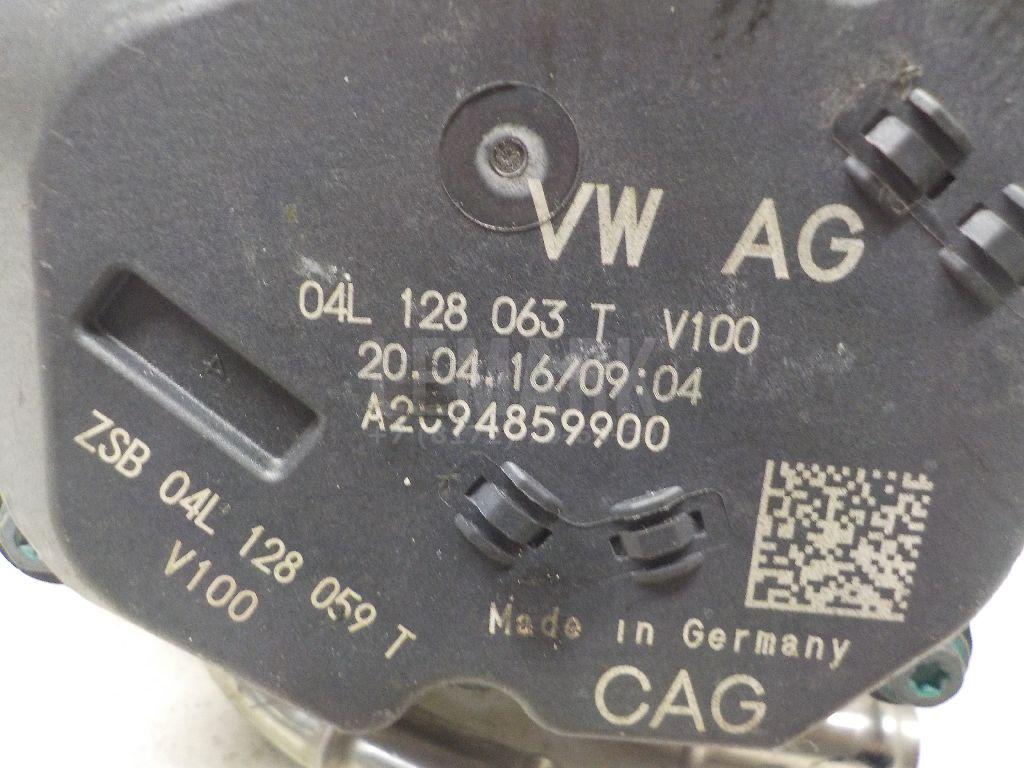 VW AG
04L 128 063 T V100
20.04.16/09:04
A2C94859900
ZSB 04L 128 059 T
V100
Made in Germany
CAG